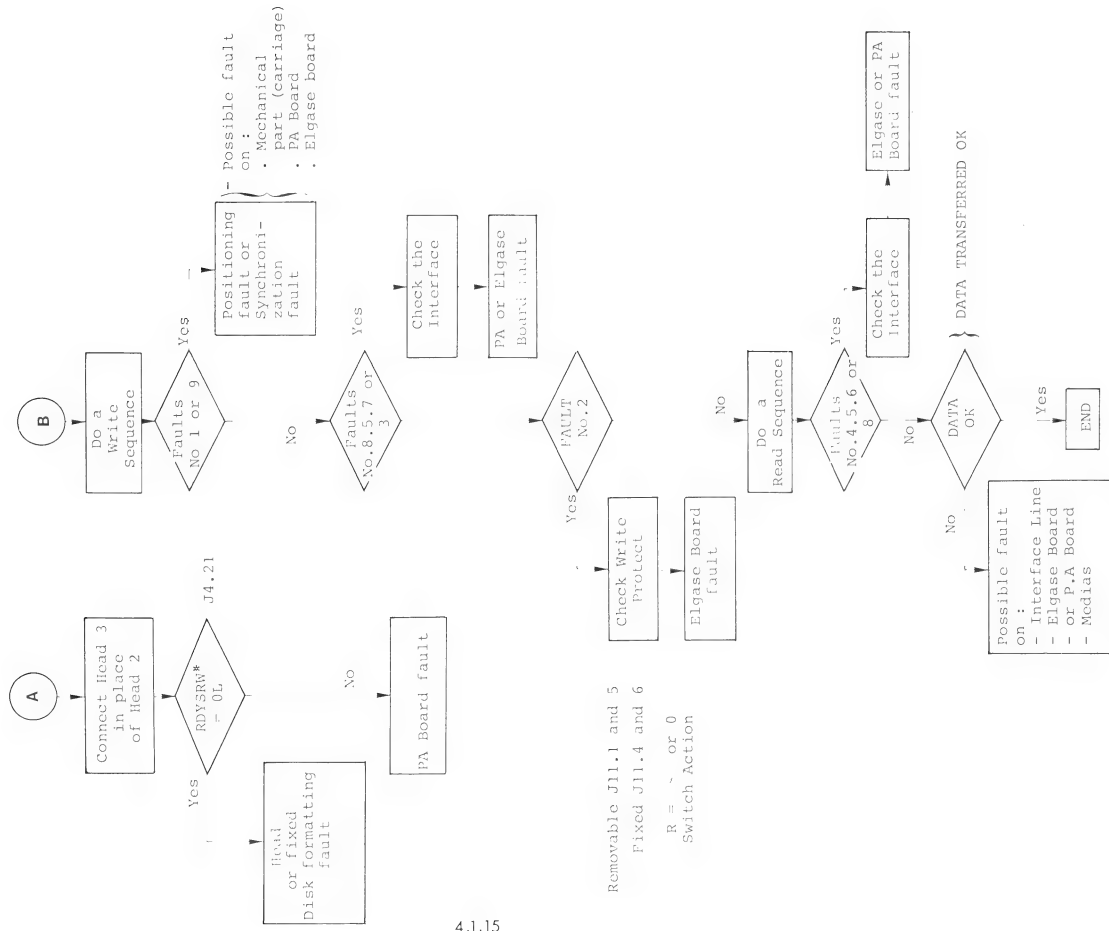 A
Connect Head 3
in place
of Head 2
RDYSRW*
= 0L
J4.21
Yes
No
Head
or fixed
Disk formatting
fault
PA Board fault
B
Do a
Write
Sequence
Faults
No 1 or 9
Yes
Positioning
fault or
Synchroni-
zation
fault
- Possible fault
on :
. Mechanical
part (carriage)
. PA Board
. Elgase board
No
Faults
No.8.5.7 or
3
Yes
Check the
Interface
PA or Elgase
Board fault
FAULT
No.2
Yes
Check Write
Protect
Elgase Board
fault
Removable J11.1 and 5
Fixed J11.4 and 6
R = ~ or 0
Switch Action
No
Do a
Read Sequence
Faults
No.4.5.6 or
8
Yes
Check the
Interface
Elgase or PA
Board fault
No
DATA
OK
} DATA TRANSFERRED OK
No
Possible fault
on :
- Interface Line
- Elgase Board
- or P.A Board
- Medias
Yes
END
4.1.15